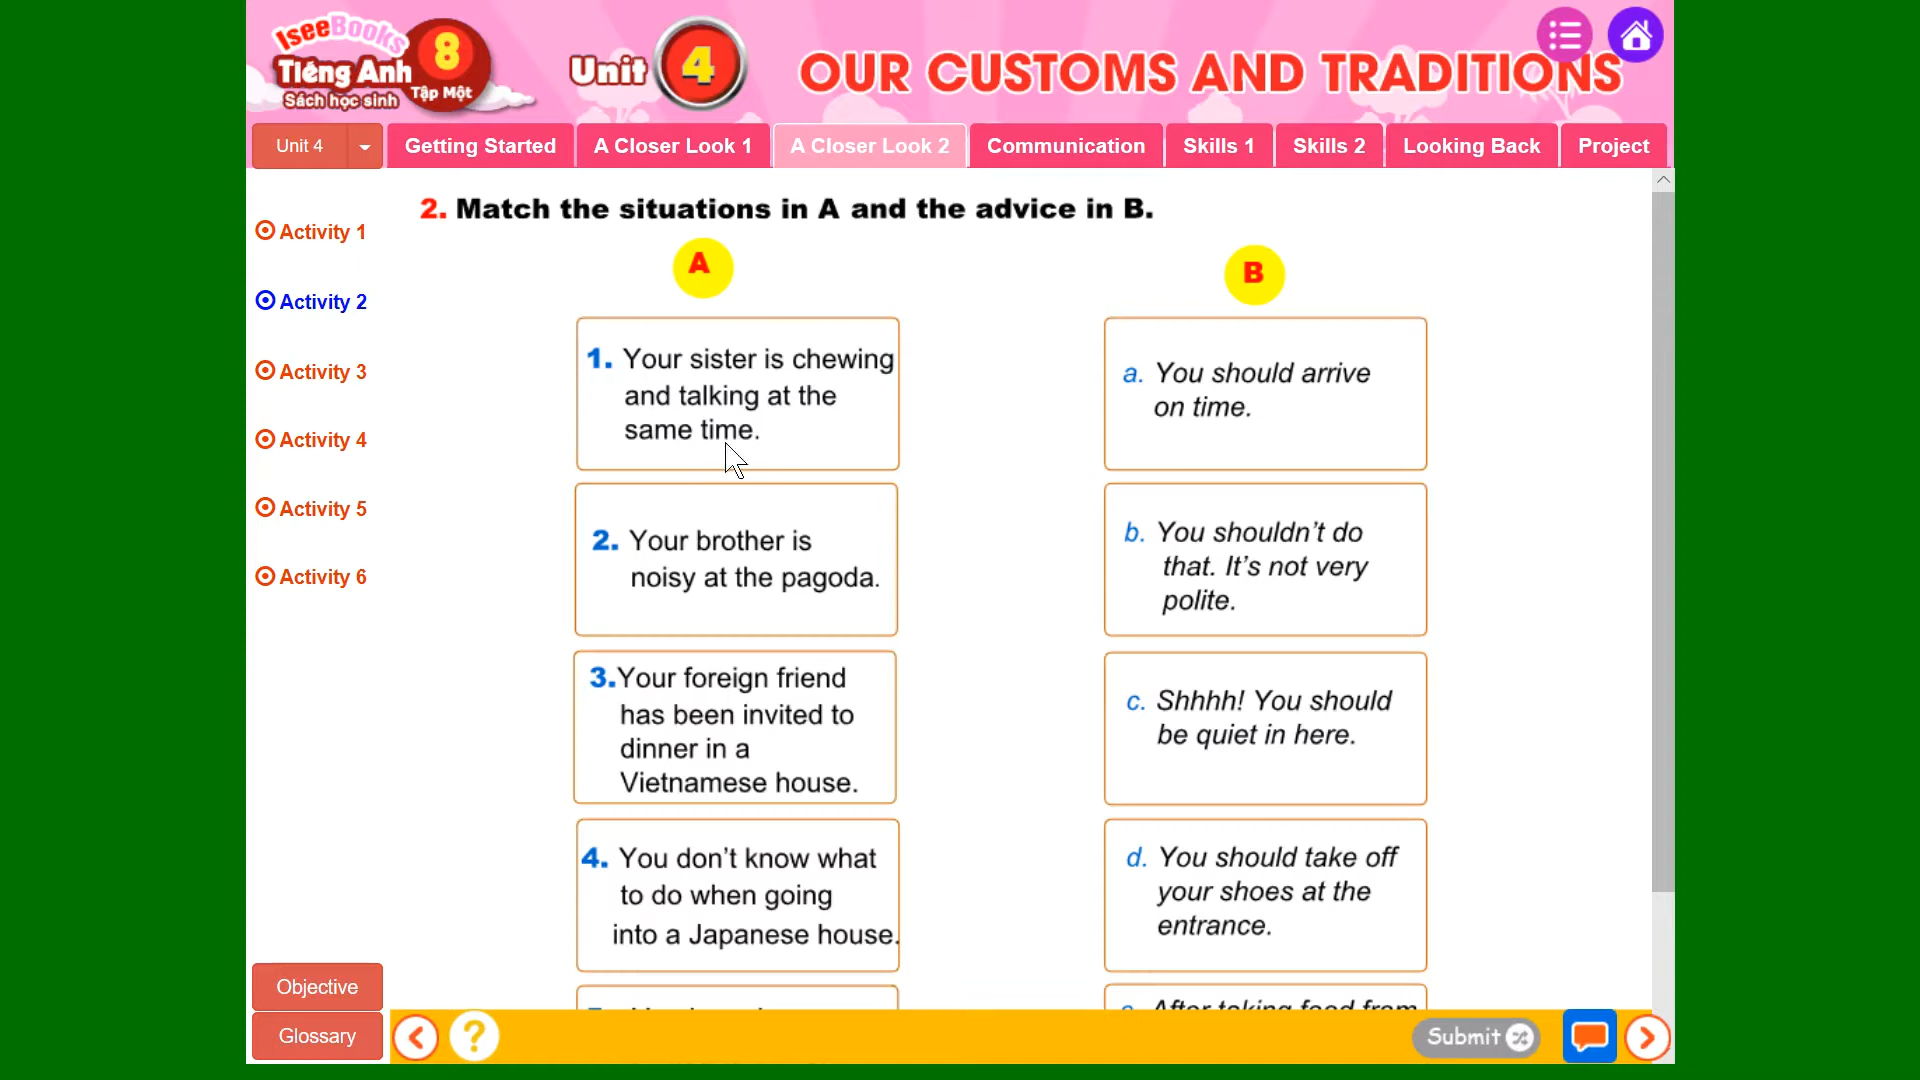 IseeBooks
Tiếng Anh 8
Sách học sinh Tập Một
Unit 4
OUR CUSTOMS AND TRADITIONS
Unit 4
Getting Started
A Closer Look 1
A Closer Look 2
Communication
Skills 1
Skills 2
Looking Back
Project
Activity 1
Activity 2
Activity 3
Activity 4
Activity 5
Activity 6
Objective
Glossary
2. Match the situations in A and the advice in B.
A
1. Your sister is chewing
and talking at the
same time.
2. Your brother is
noisy at the pagoda.
3.Your foreign friend
has been invited to
dinner in a
Vietnamese house.
4. You don't know what
to do when going
into a Japanese house.
B
a. You should arrive
on time.
b. You shouldn't do
that. It's not very
polite.
c. Shhhh! You should
be quiet in here.
d. You should take off
your shoes at the
entrance.
After taking food from
?
Submit